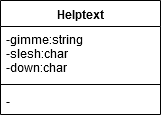 Helptext
-gimme:string
-slesh:char
-down:char
-